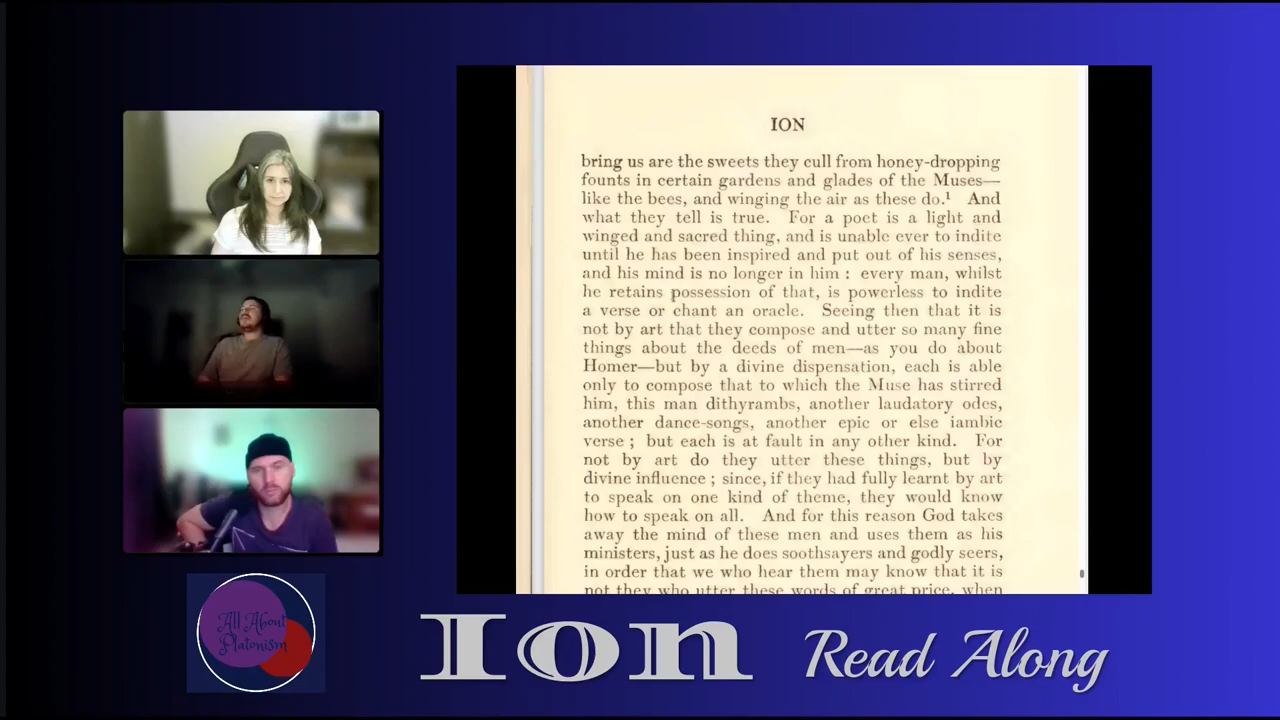 ION
bring us are the sweets they cull from honey-dropping
founts in certain gardens and glades of the Muses—
like the bees, and winging the air as these do.¹ And
what they tell is true. For a poet is a light and
winged and sacred thing, and is unable ever to indite
until he has been inspired and put out of his senses,
and his mind is no longer in him : every man, whilst
he retains possession of that, is powerless to indite
a verse or chant an oracle. Seeing then that it is
not by art that they compose and utter so many fine
things about the deeds of men—as you do about
Homer—but by a divine dispensation, each is able
only to compose that to which the Muse has stirred
him, this man dithyrambs, another laudatory odes,
another dance-songs, another epic or else iambic
verse ; but each is at fault in any other kind. For
not by art do they utter these things, but by
divine influence ; since, if they had fully learnt by art
to speak on one kind of theme, they would know
how to speak on all. And for this reason God takes
away the mind of these men and uses them as his
ministers, just as he does soothsayers and godly seers,
in order that we who hear them may know that it is
not they who utter these words of great price, when
All About
Platonism
Ion Read Along